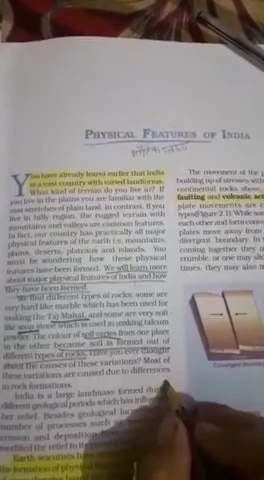 PHYSICAL FEATURES OF INDIA
You have already learnt earlier that India
is a vast country with varied landforms.
What kind of terrain do you live in? If
you live in the plains you are familiar with the
vast stretches of plain land. In contrast, if you
live in hilly region, the rugged terrain with
mountains and valleys are common features.
In fact, our country has practically all major
physical features of the earth i.e. mountains,
plains, deserts, plateaus and islands. You
must be wondering how these physical
features have been formed. We will learn more
about major physical features of India and how
they have been formed.
We find different types of rocks; some are
very hard like marble which has been used for
making the Taj Mahal, and some are very soft
like soap stone which is used in making talcum
powder. The colour of soil varies from one place
to the other because soil is formed out of
different types of rocks. Have you ever thought
about the causes of these variations? Most of
these variations are caused due to differences
in rock formations.
India is a large landmass formed
different geological periods which has
her relief. Besides geological
number of processes such
erosion and deposition
modified the relief to its
Earth scientists have
the formation of physical
The movement of the
building up of stresses with
continental rocks above,
faulting and volcanic
plate movements are
types (Figure 2.1). While
each other and form
plates move away from
divergent boundary. In
coming together they
crumble, or one may
times, they may also
Convergent